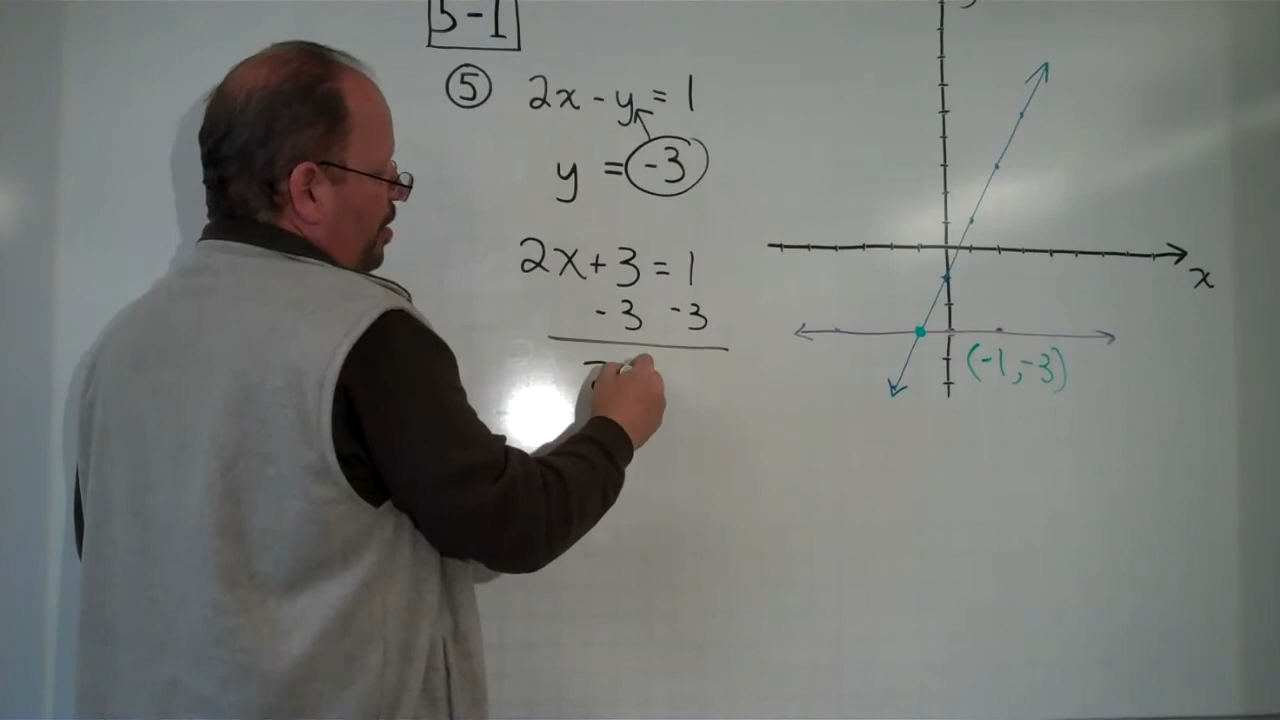 5-1
⑤ 2x - y = 1
y = -3
2x + 3 = 1
-3 -3
x
(-1, -3)